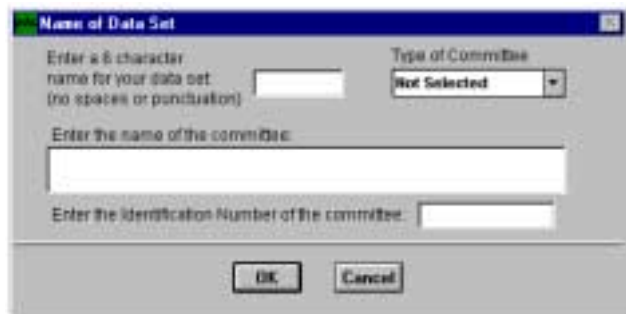 Name of Data Set
Enter a 8 character
name for your data set
(no spaces or punctuation)
Type of Committee
Not Selected
Enter the name of the committee:
Enter the Identification Number of the committee:
OK
Cancel